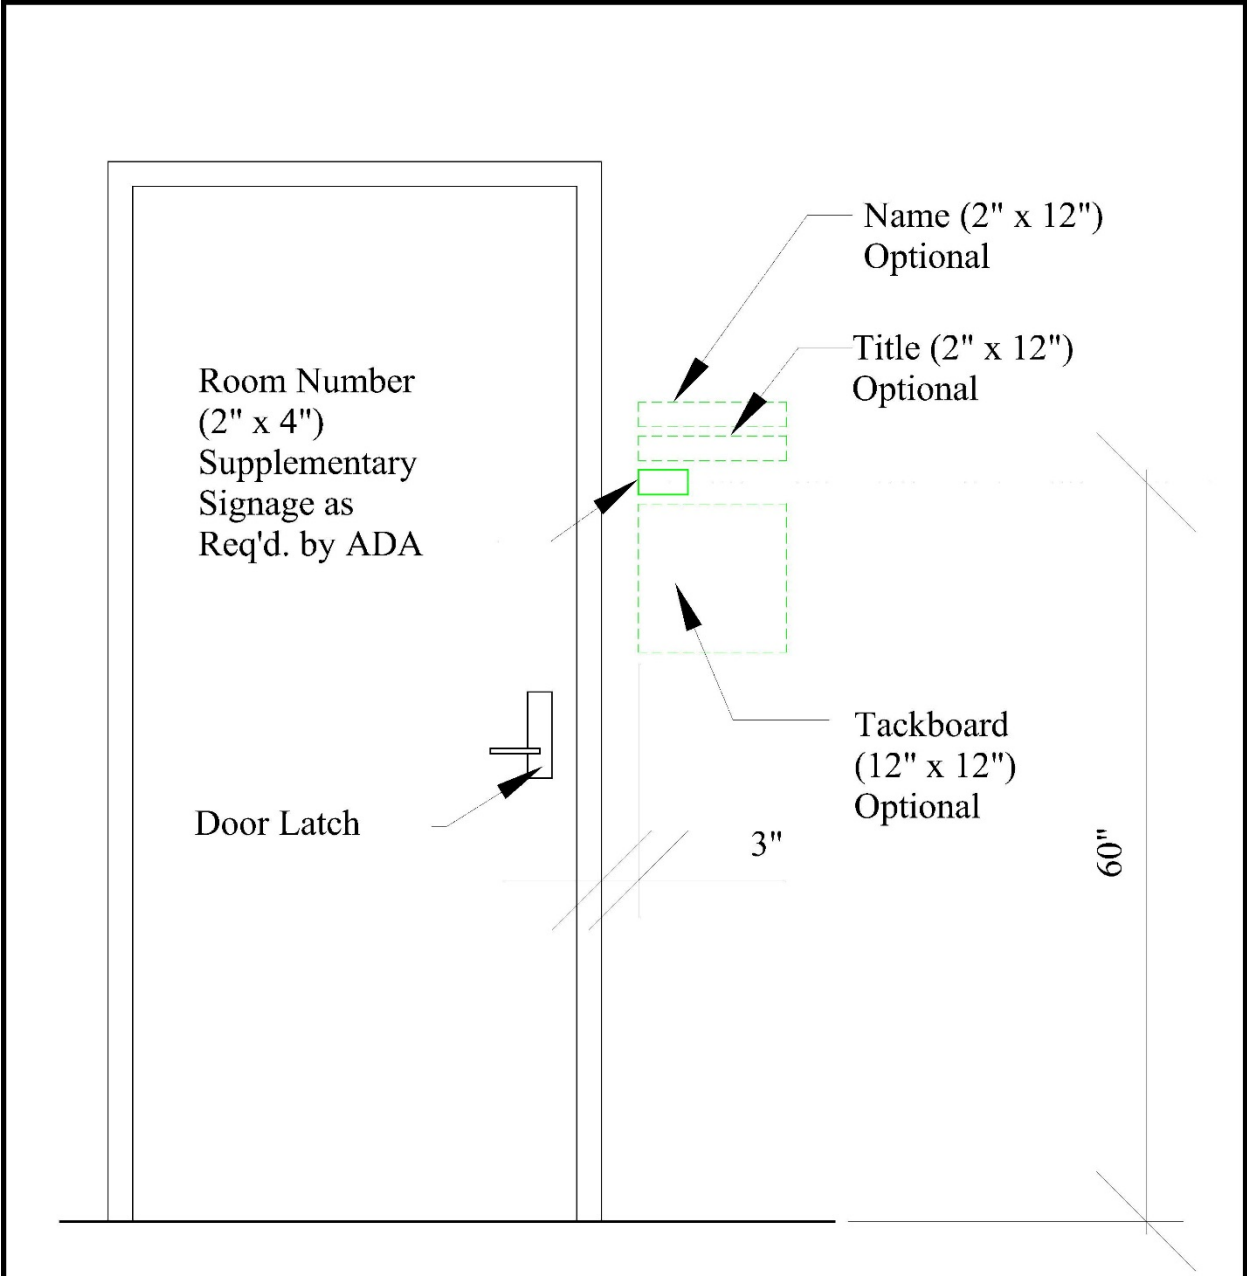 Name (2" x 12")
Optional
Title (2" x 12")
Optional
Room Number
(2" x 4")
Supplementary
Signage as
Req'd. by ADA
Tackboard
(12" x 12")
Optional
Door Latch
3"
60"